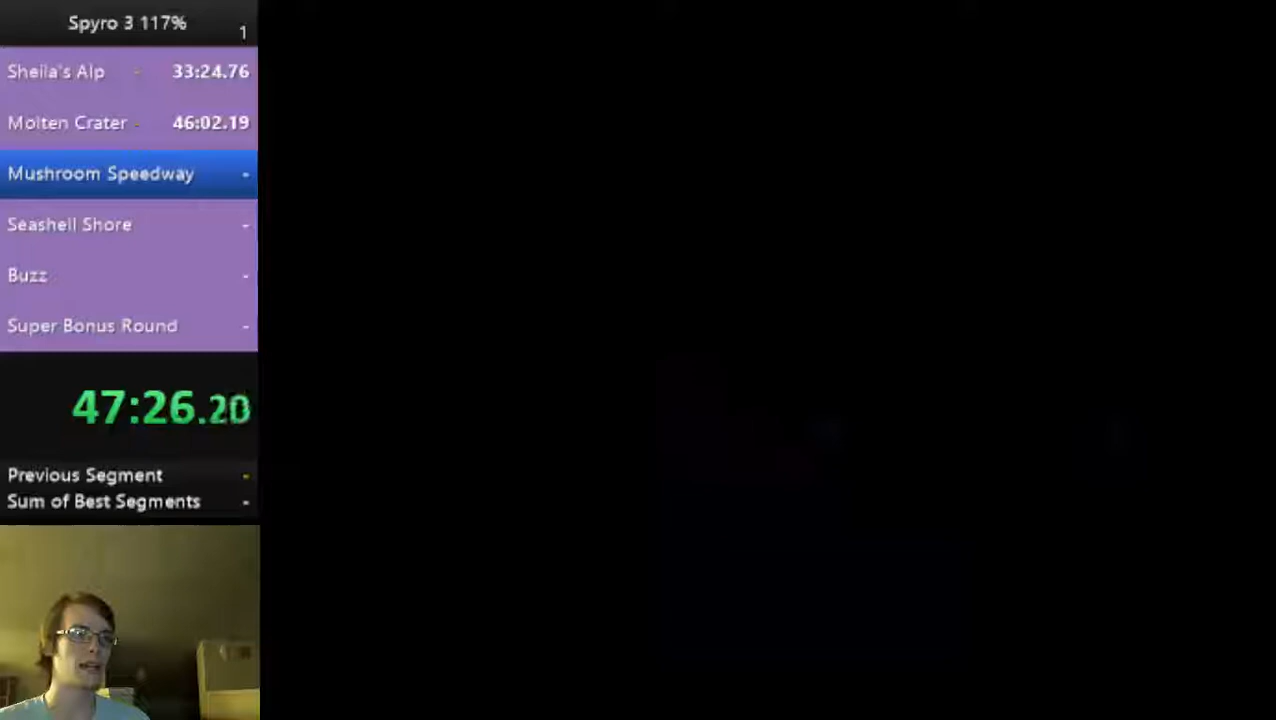 Spyro 3 117%
1
Sheila's Alp - 33:24.76
Molten Crater - 46:02.19
Mushroom Speedway -
Seashell Shore -
Buzz -
Super Bonus Round -
47:26.20
Previous Segment -
Sum of Best Segments -